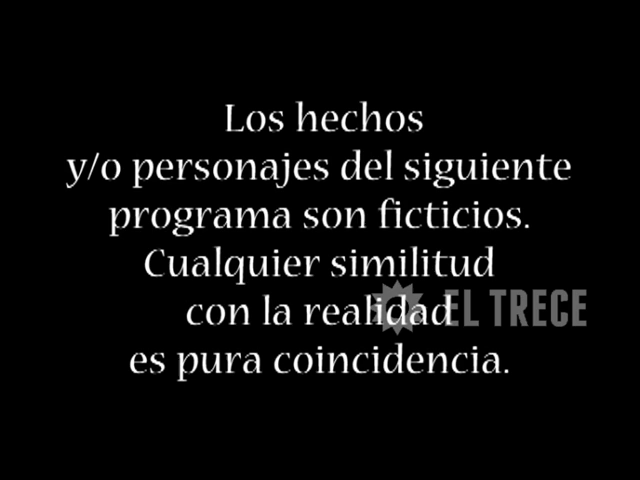 Los hechos
y/o personajes del siguiente
programa son ficticios.
Cualquier similitud
con la realidad
EL TRECE
es pura coincidencia.